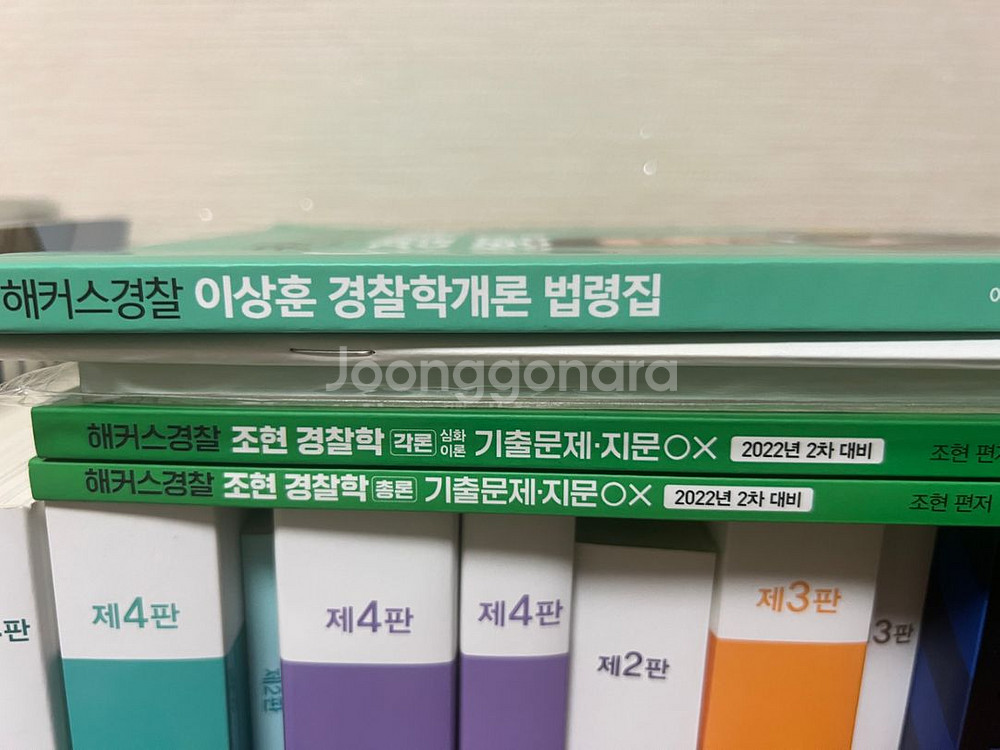 해커스경찰 이상훈 경찰학개론 법령집
Joonggonara
해커스경찰 조현 경찰학 각론 심화이론 기출문제·지문○× 2022년 2차 대비 조현 편저
해커스경찰 조현 경찰학 총론 기출문제·지문○× 2022년 2차 대비 조현 편저
제4판 제4판 제4판 제3판
판 제2판 제2판 3판